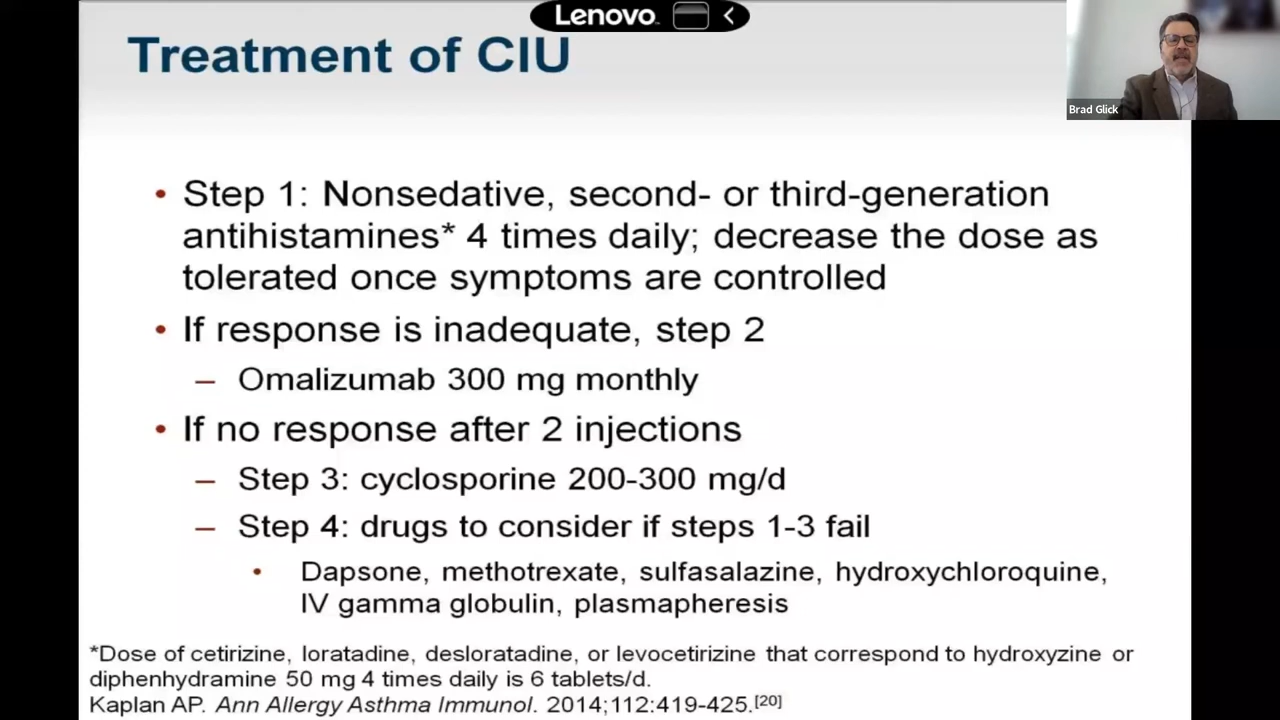 Lenovo
Treatment of CIU
Brad Glick
• Step 1: Nonsedative, second- or third-generation
antihistamines* 4 times daily; decrease the dose as
tolerated once symptoms are controlled
• If response is inadequate, step 2
– Omalizumab 300 mg monthly
• If no response after 2 injections
– Step 3: cyclosporine 200-300 mg/d
– Step 4: drugs to consider if steps 1-3 fail
• Dapsone, methotrexate, sulfasalazine, hydroxychloroquine,
IV gamma globulin, plasmapheresis
*Dose of cetirizine, loratadine, desloratadine, or levocetirizine that correspond to hydroxyzine or
diphenhydramine 50 mg 4 times daily is 6 tablets/d.
Kaplan AP. Ann Allergy Asthma Immunol. 2014;112:419-425.[20]